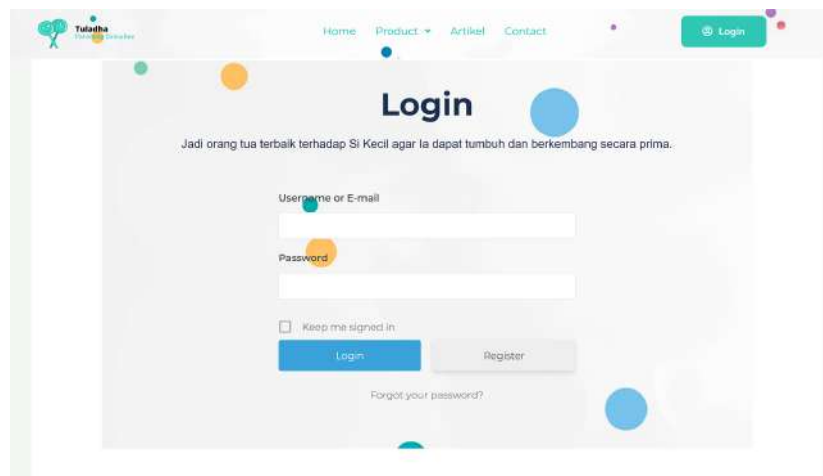 Tuladha
Home Product Artikel Contact Login
Login
Jadi orang tua terbaik terhadap Si Kecil agar Ia dapat tumbuh dan berkembang secara prima.
Username or E-mail
Password
Keep me signed in
Login Register
Forgot your password?